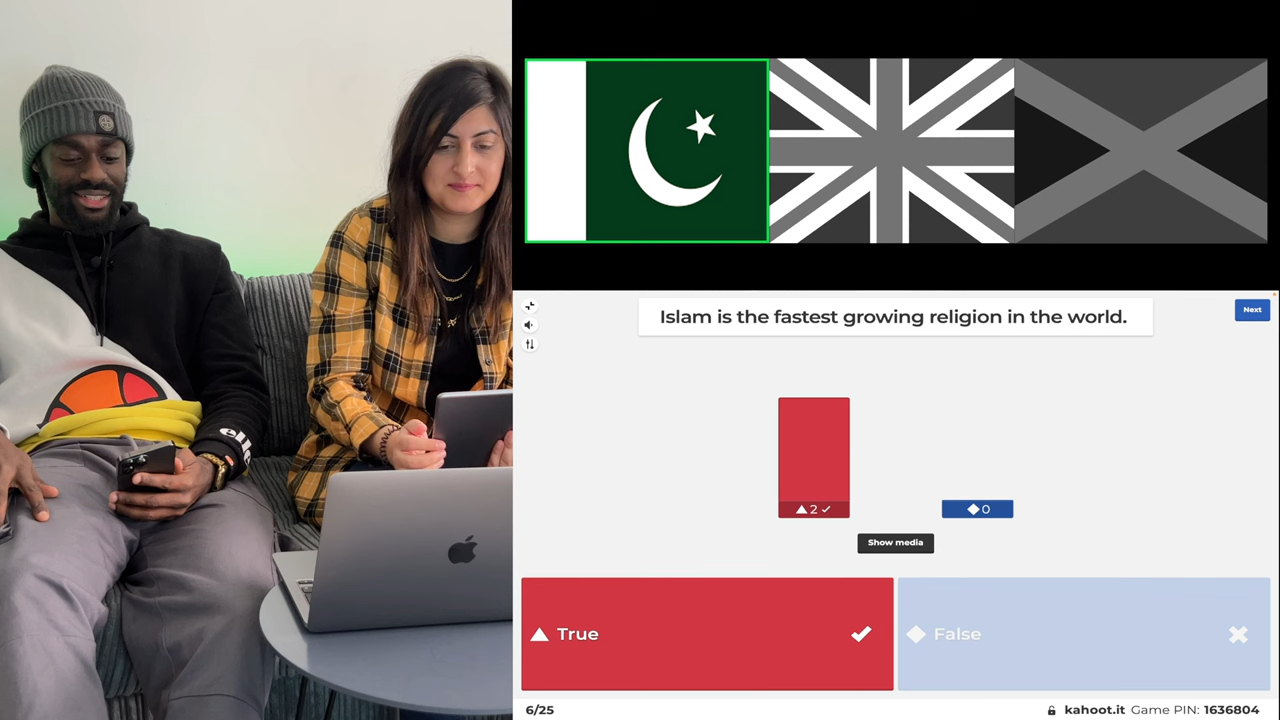 Islam is the fastest growing religion in the world.
Next
2
0
Show media
True
False
6/25
kahoot.it Game PIN: 1636804
elle